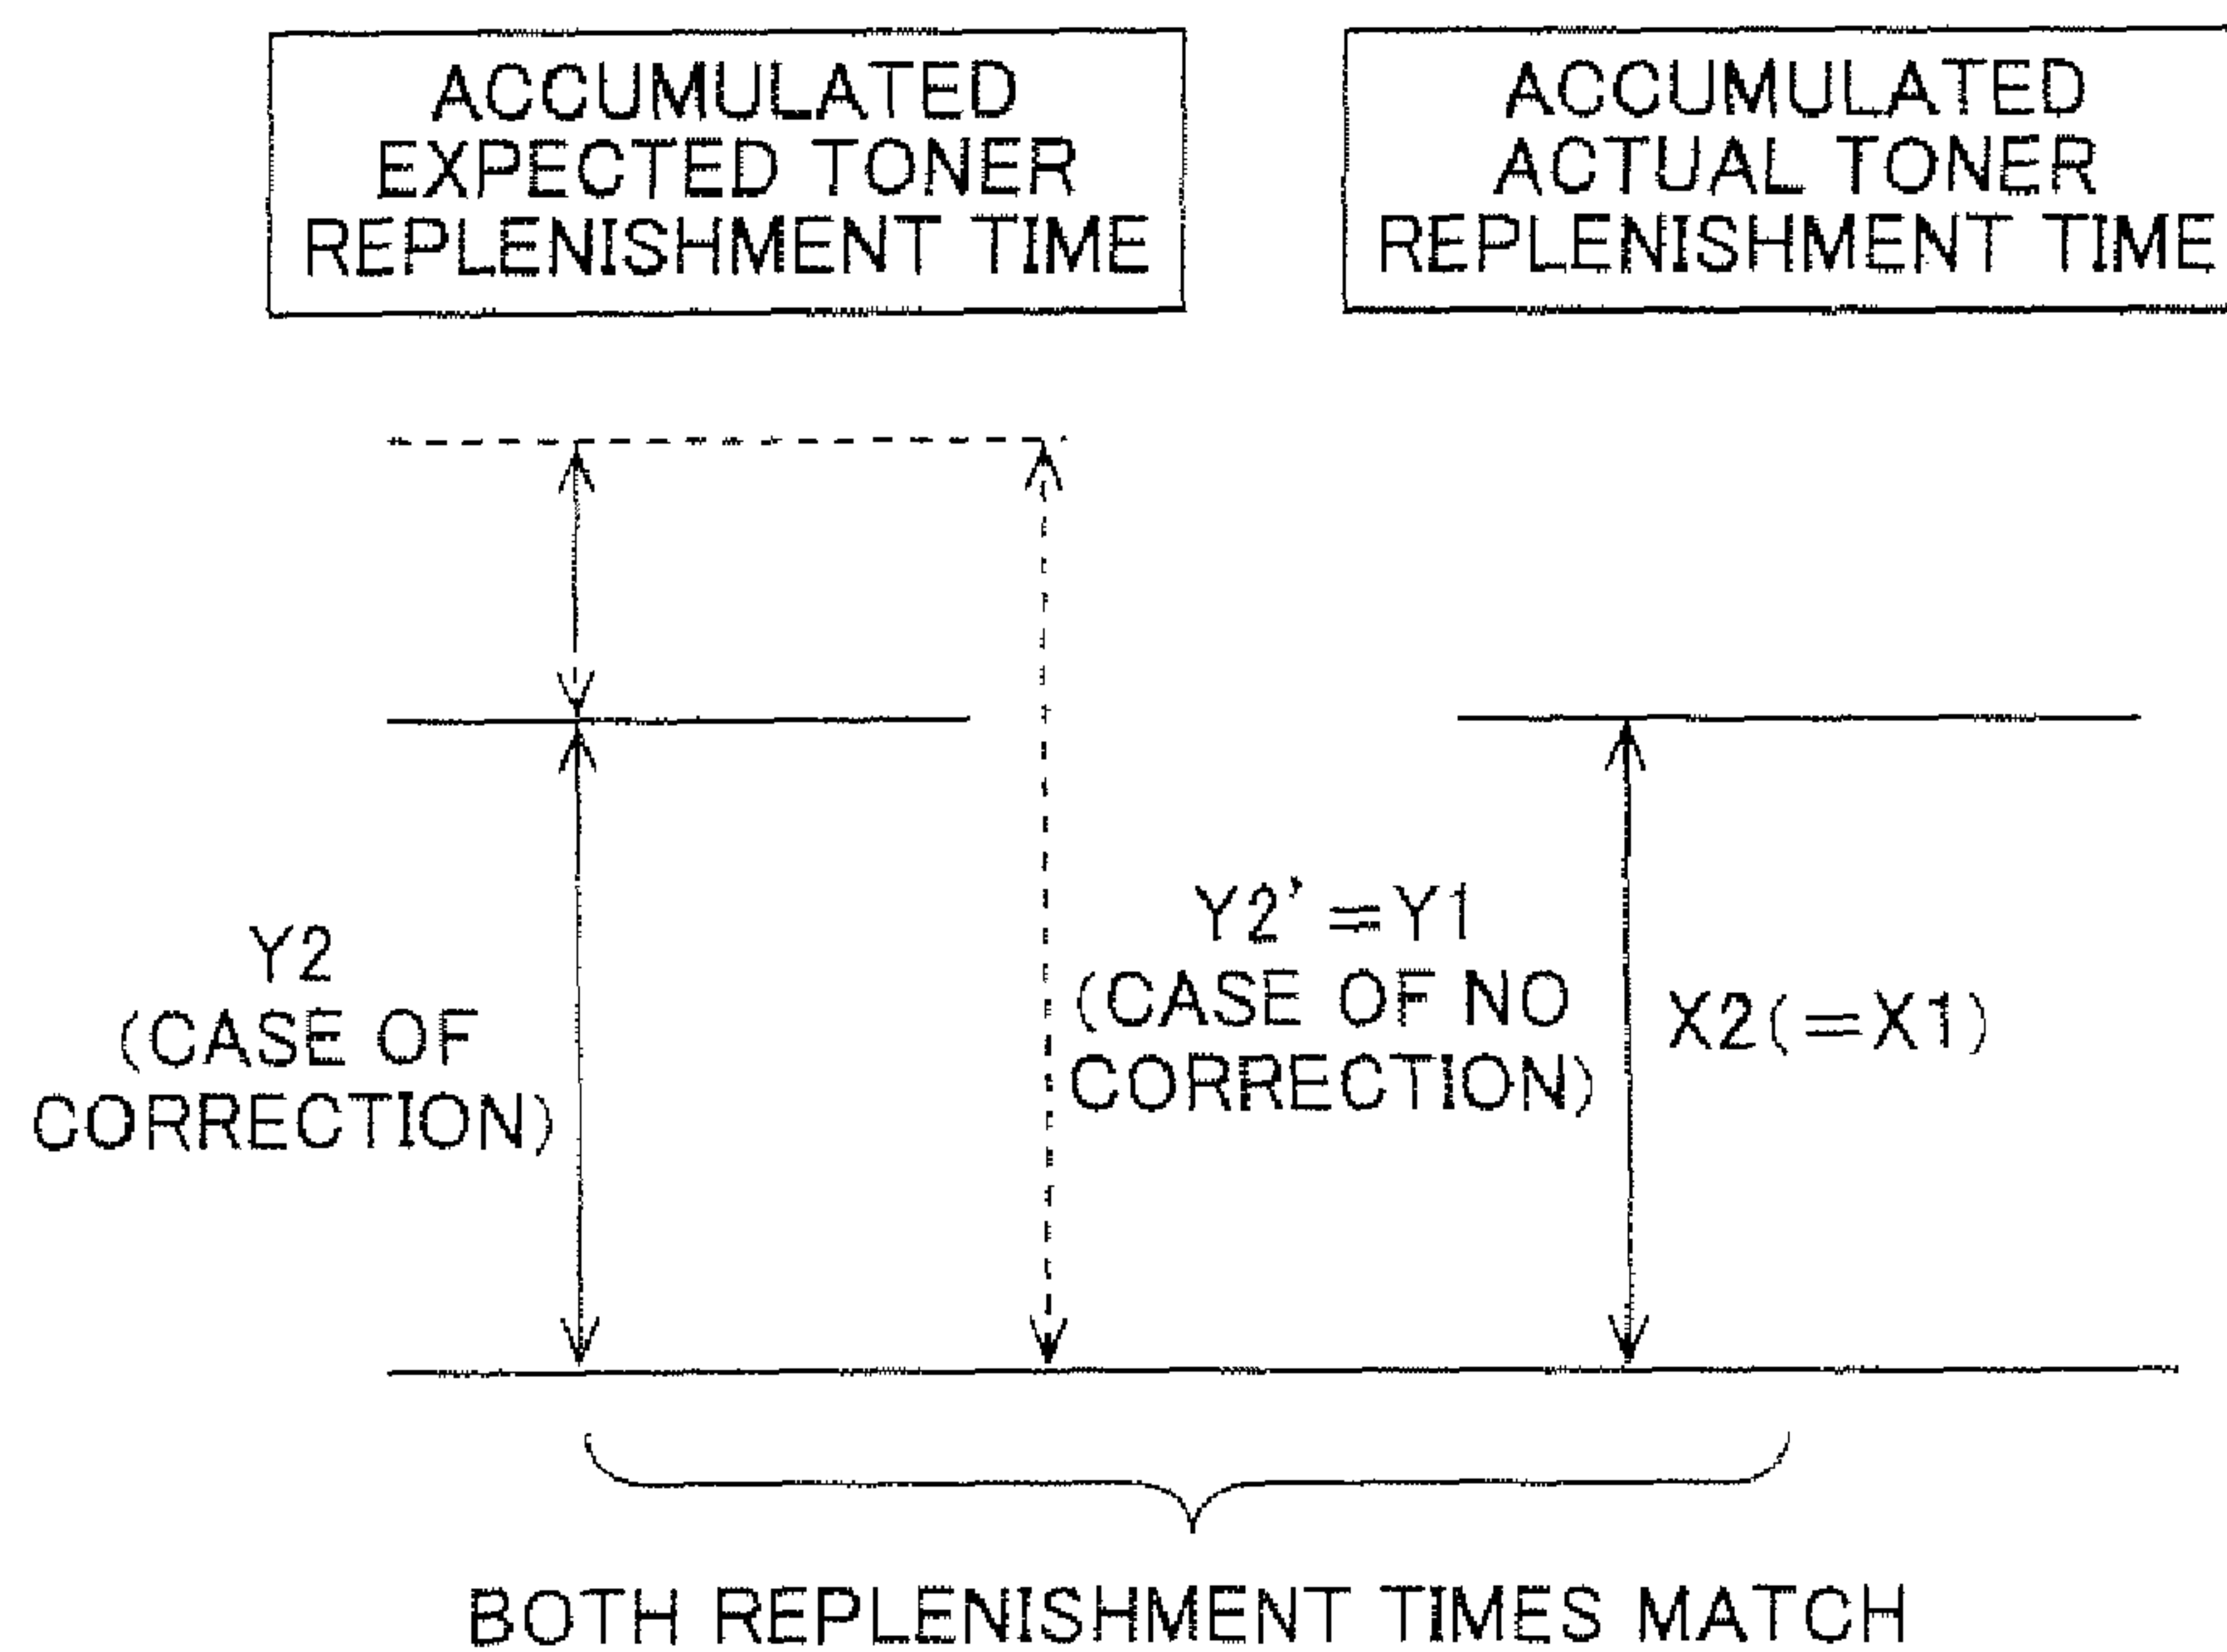 ACCUMULATED
EXPECTED TONER
REPLENISHMENT TIME
ACCUMULATED
ACTUAL TONER
REPLENISHMENT TIME
Y2
(CASE OF
CORRECTION)
Y2'=Y1
(CASE OF NO
CORRECTION)
X2(=X1)
BOTH REPLENISHMENT TIMES MATCH